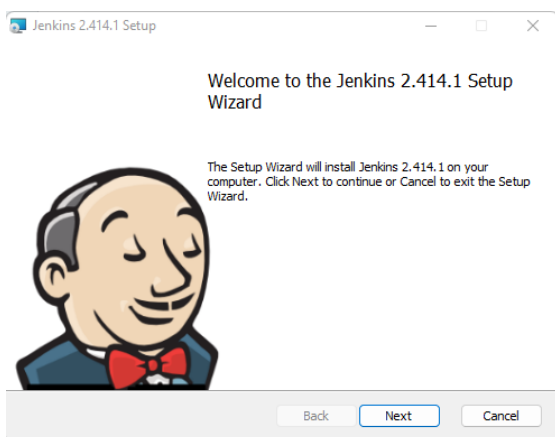 Jenkins 2.414.1 Setup
Welcome to the Jenkins 2.414.1 Setup
Wizard
The Setup Wizard will install Jenkins 2.414.1 on your
computer. Click Next to continue or Cancel to exit the Setup
Wizard.
Back Next Cancel